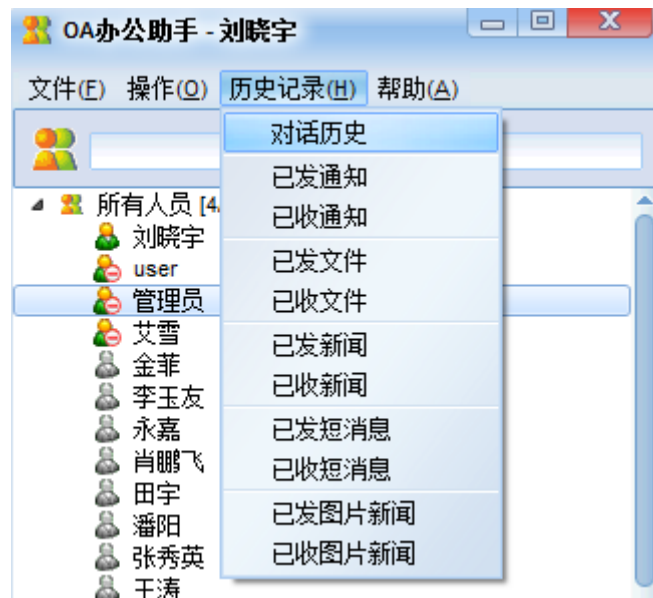 OA办公助手 - 刘晓宇
文件(F) 操作(O) 历史记录(H) 帮助(A)
对话历史
已发通知
已收通知
已发文件
已收文件
已发新闻
已收新闻
已发短消息
已收短消息
已发图片新闻
已收图片新闻
所有人员 [4
刘晓宇
user
管理员
艾雪
金菲
李玉友
永嘉
肖鹏飞
田宇
潘阳
张秀英
王涛